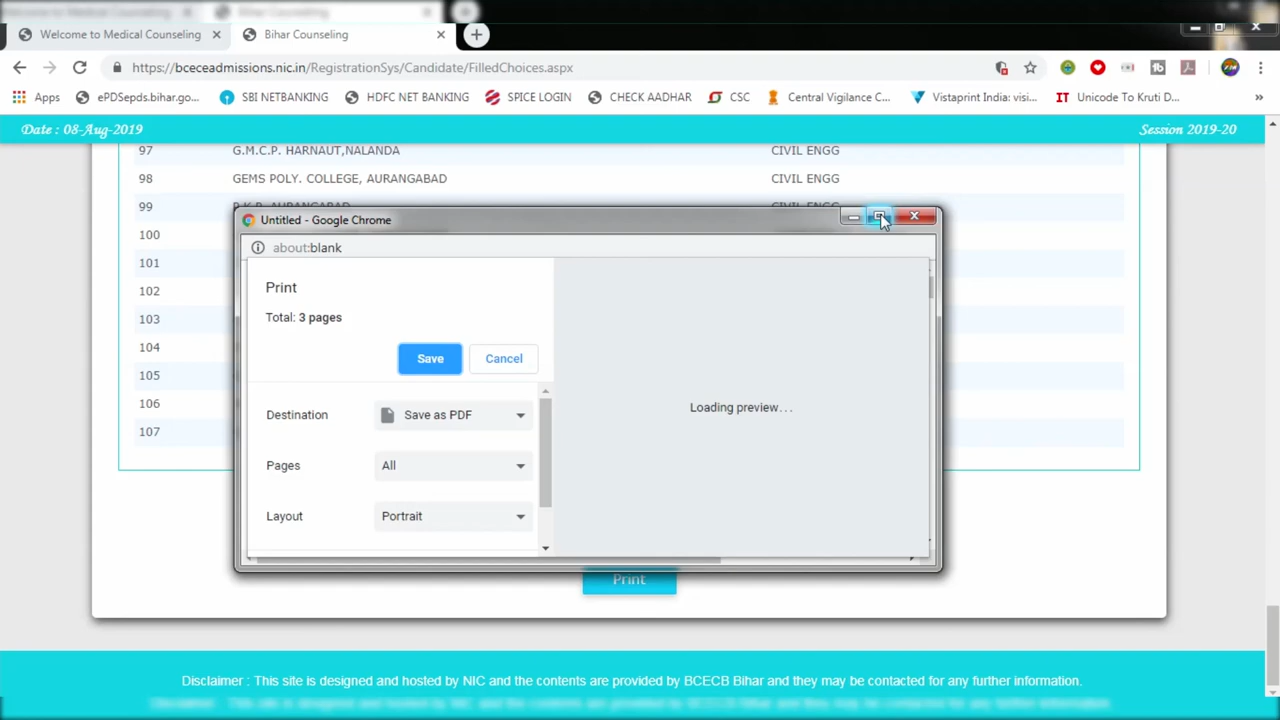 Welcome to Medical Counseling
Bihar Counseling
https://bceceadmissions.nic.in/RegistrationSys/Candidate/FilledChoices.aspx
Apps ePDSepds.bihar.go... SBI NETBANKING HDFC NET BANKING SPICE LOGIN CHECK AADHAR CSC Central Vigilance C... Vistaprint India: visi... IT Unicode To Kruti D... »
Date : 08-Aug-2019 Session 2019-20
97 G.M.C.P. HARNAUT,NALANDA CIVIL ENGG
98 GEMS POLY. COLLEGE, AURANGABAD CIVIL ENGG
99 AURANGABAD CIVIL ENGG
100
101
102
103
104
105
106
107
Untitled - Google Chrome
about:blank
Print
Total: 3 pages
Save Cancel
Destination Save as PDF
Pages All
Layout Portrait
Loading preview...
Print
Disclaimer : This site is designed and hosted by NIC and the contents are provided by BCECB Bihar and they may be contacted for any further information.